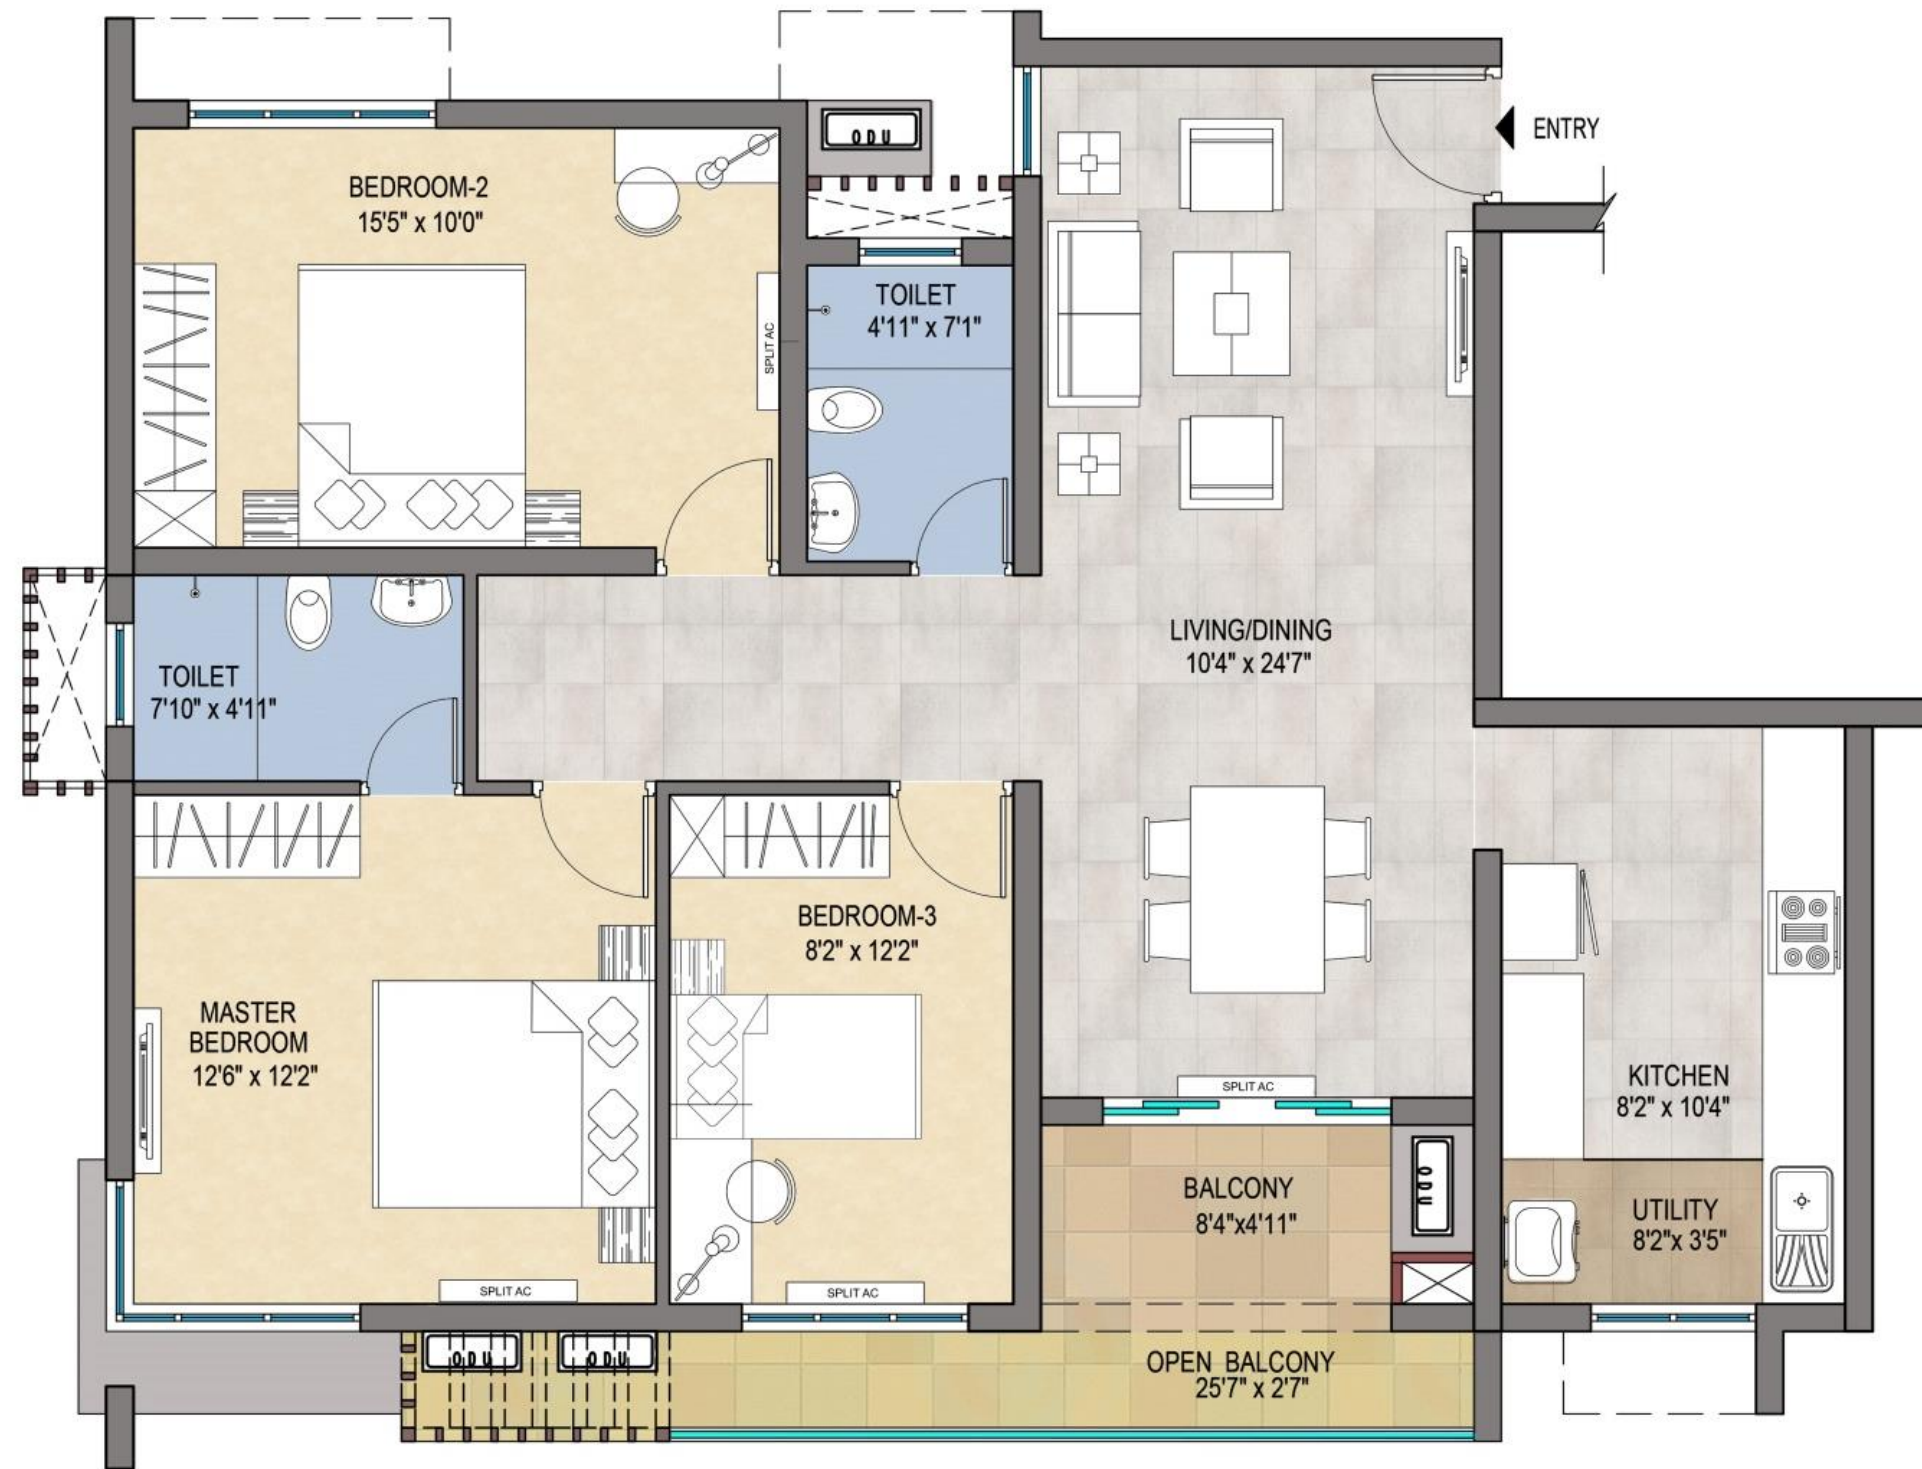 ODU
ENTRY
BEDROOM-2
15'5" x 10'0"
TOILET
4'11" x 7'1"
SPLIT AC
LIVING/DINING
10'4" x 24'7"
TOILET
7'10" x 4'11"
BEDROOM-3
8'2" x 12'2"
MASTER
BEDROOM
12'6" x 12'2"
KITCHEN
8'2" x 10'4"
SPLIT AC
BALCONY
8'4"x4'11"
ODU
UTILITY
8'2"x 3'5"
SPLIT AC
SPLIT AC
ODU
ODU
OPEN BALCONY
25'7" x 2'7"